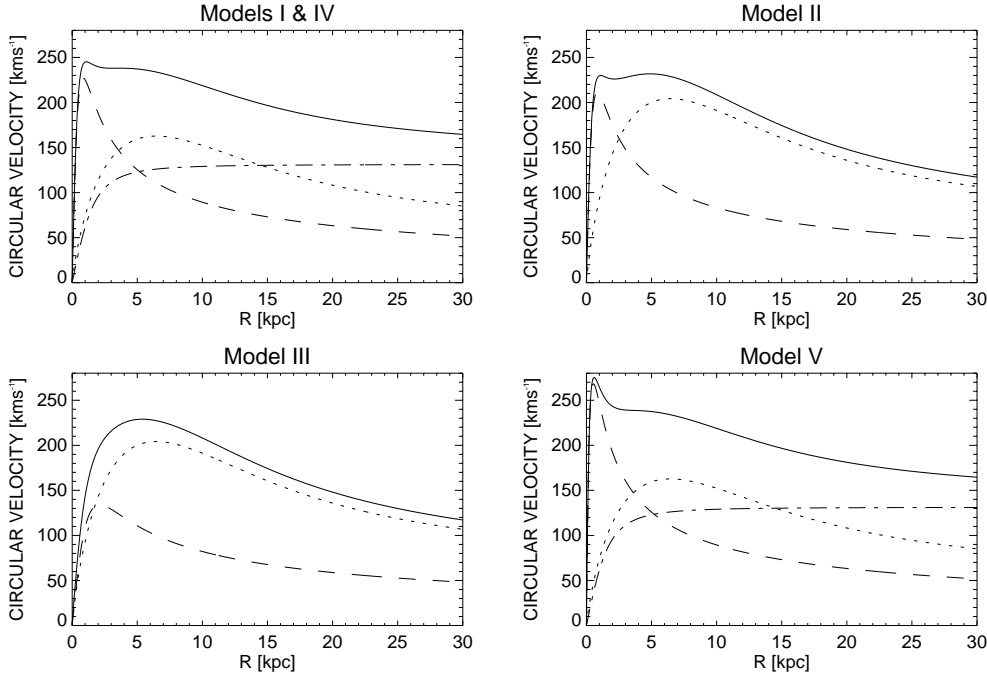 Models I & IV
CIRCULAR VELOCITY [kms⁻¹]
250
200
150
100
50
0
0 5 10 15 20 25 30
R [kpc]
Model II
CIRCULAR VELOCITY [kms⁻¹]
250
200
150
100
50
0
0 5 10 15 20 25 30
R [kpc]
Model III
CIRCULAR VELOCITY [kms⁻¹]
250
200
150
100
50
0
0 5 10 15 20 25 30
R [kpc]
Model V
CIRCULAR VELOCITY [kms⁻¹]
250
200
150
100
50
0
0 5 10 15 20 25 30
R [kpc]